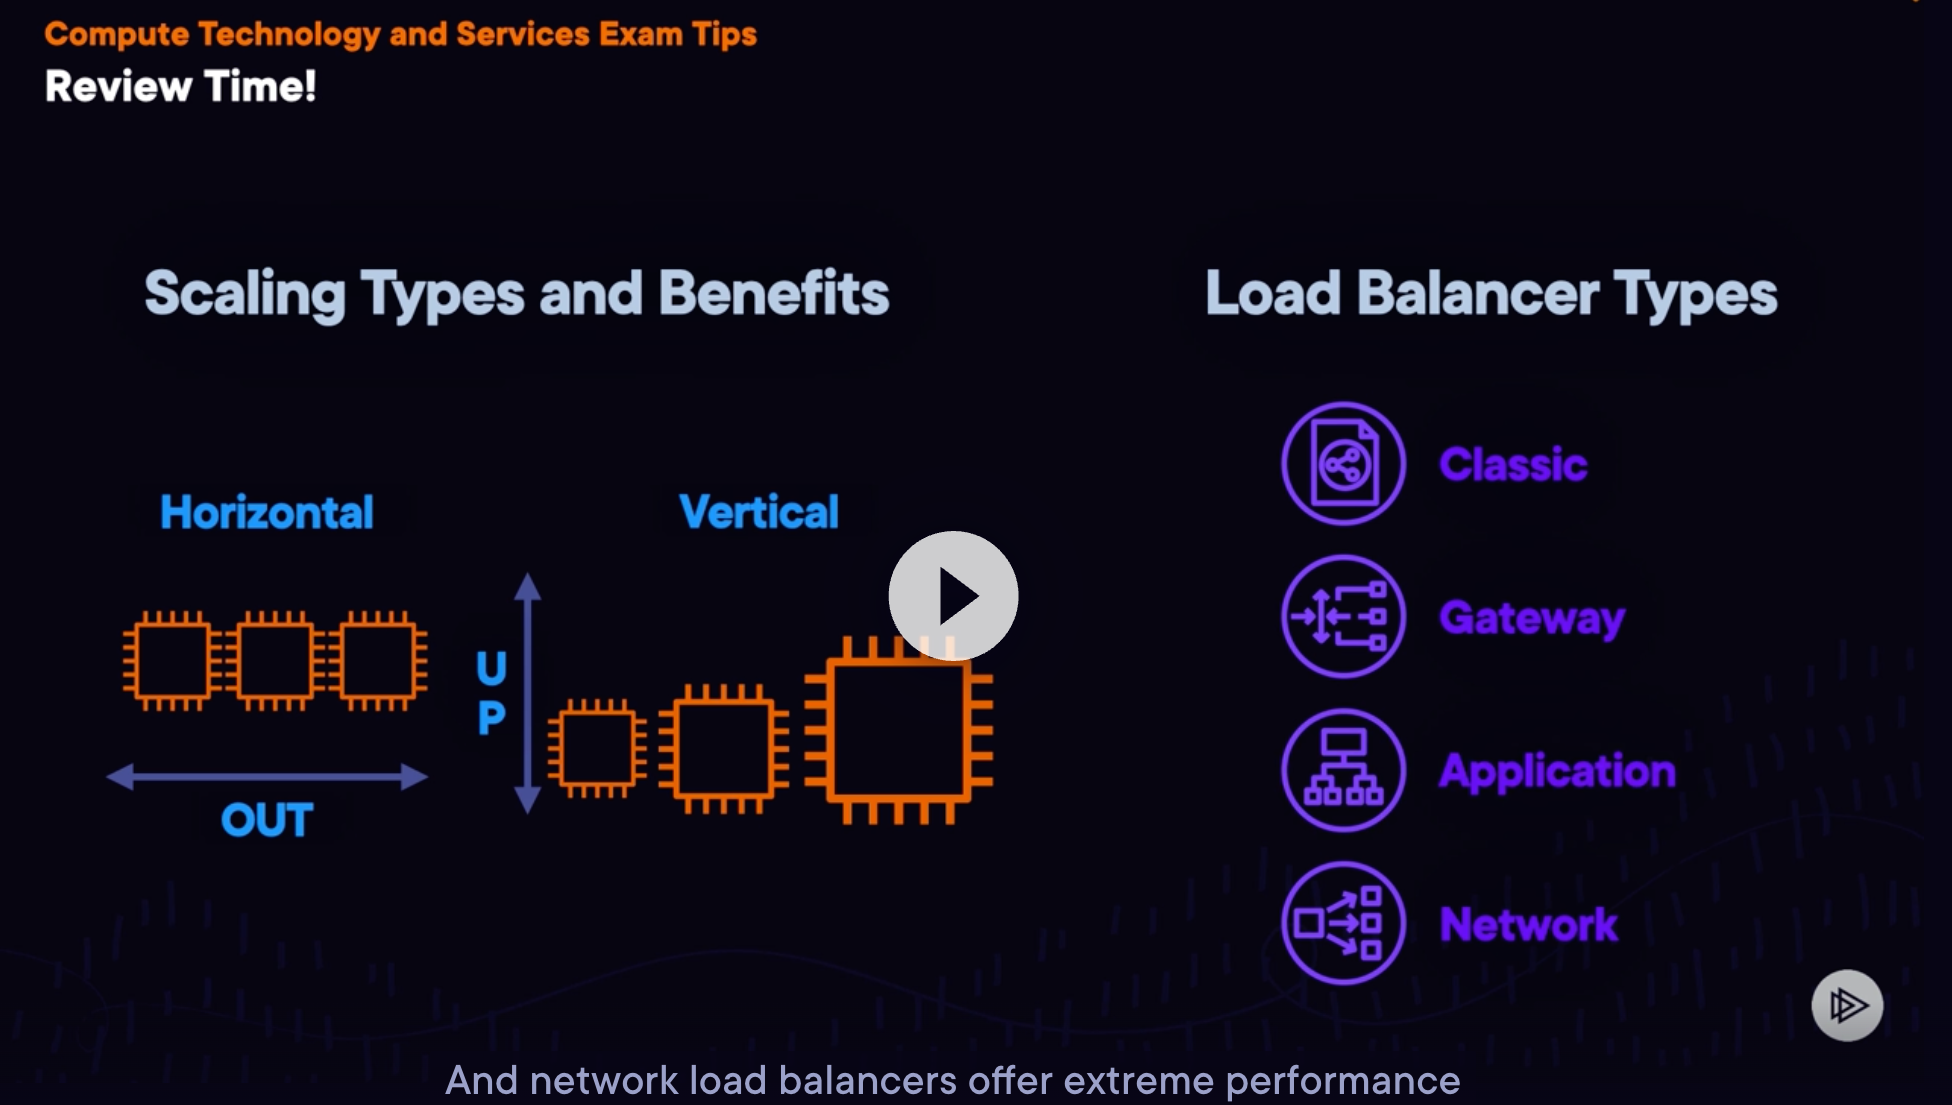 Compute Technology and Services Exam Tips
Review Time!
Scaling Types and Benefits
Horizontal
Vertical
UP
OUT
Load Balancer Types
Classic
Gateway
Application
Network
And network load balancers offer extreme performance